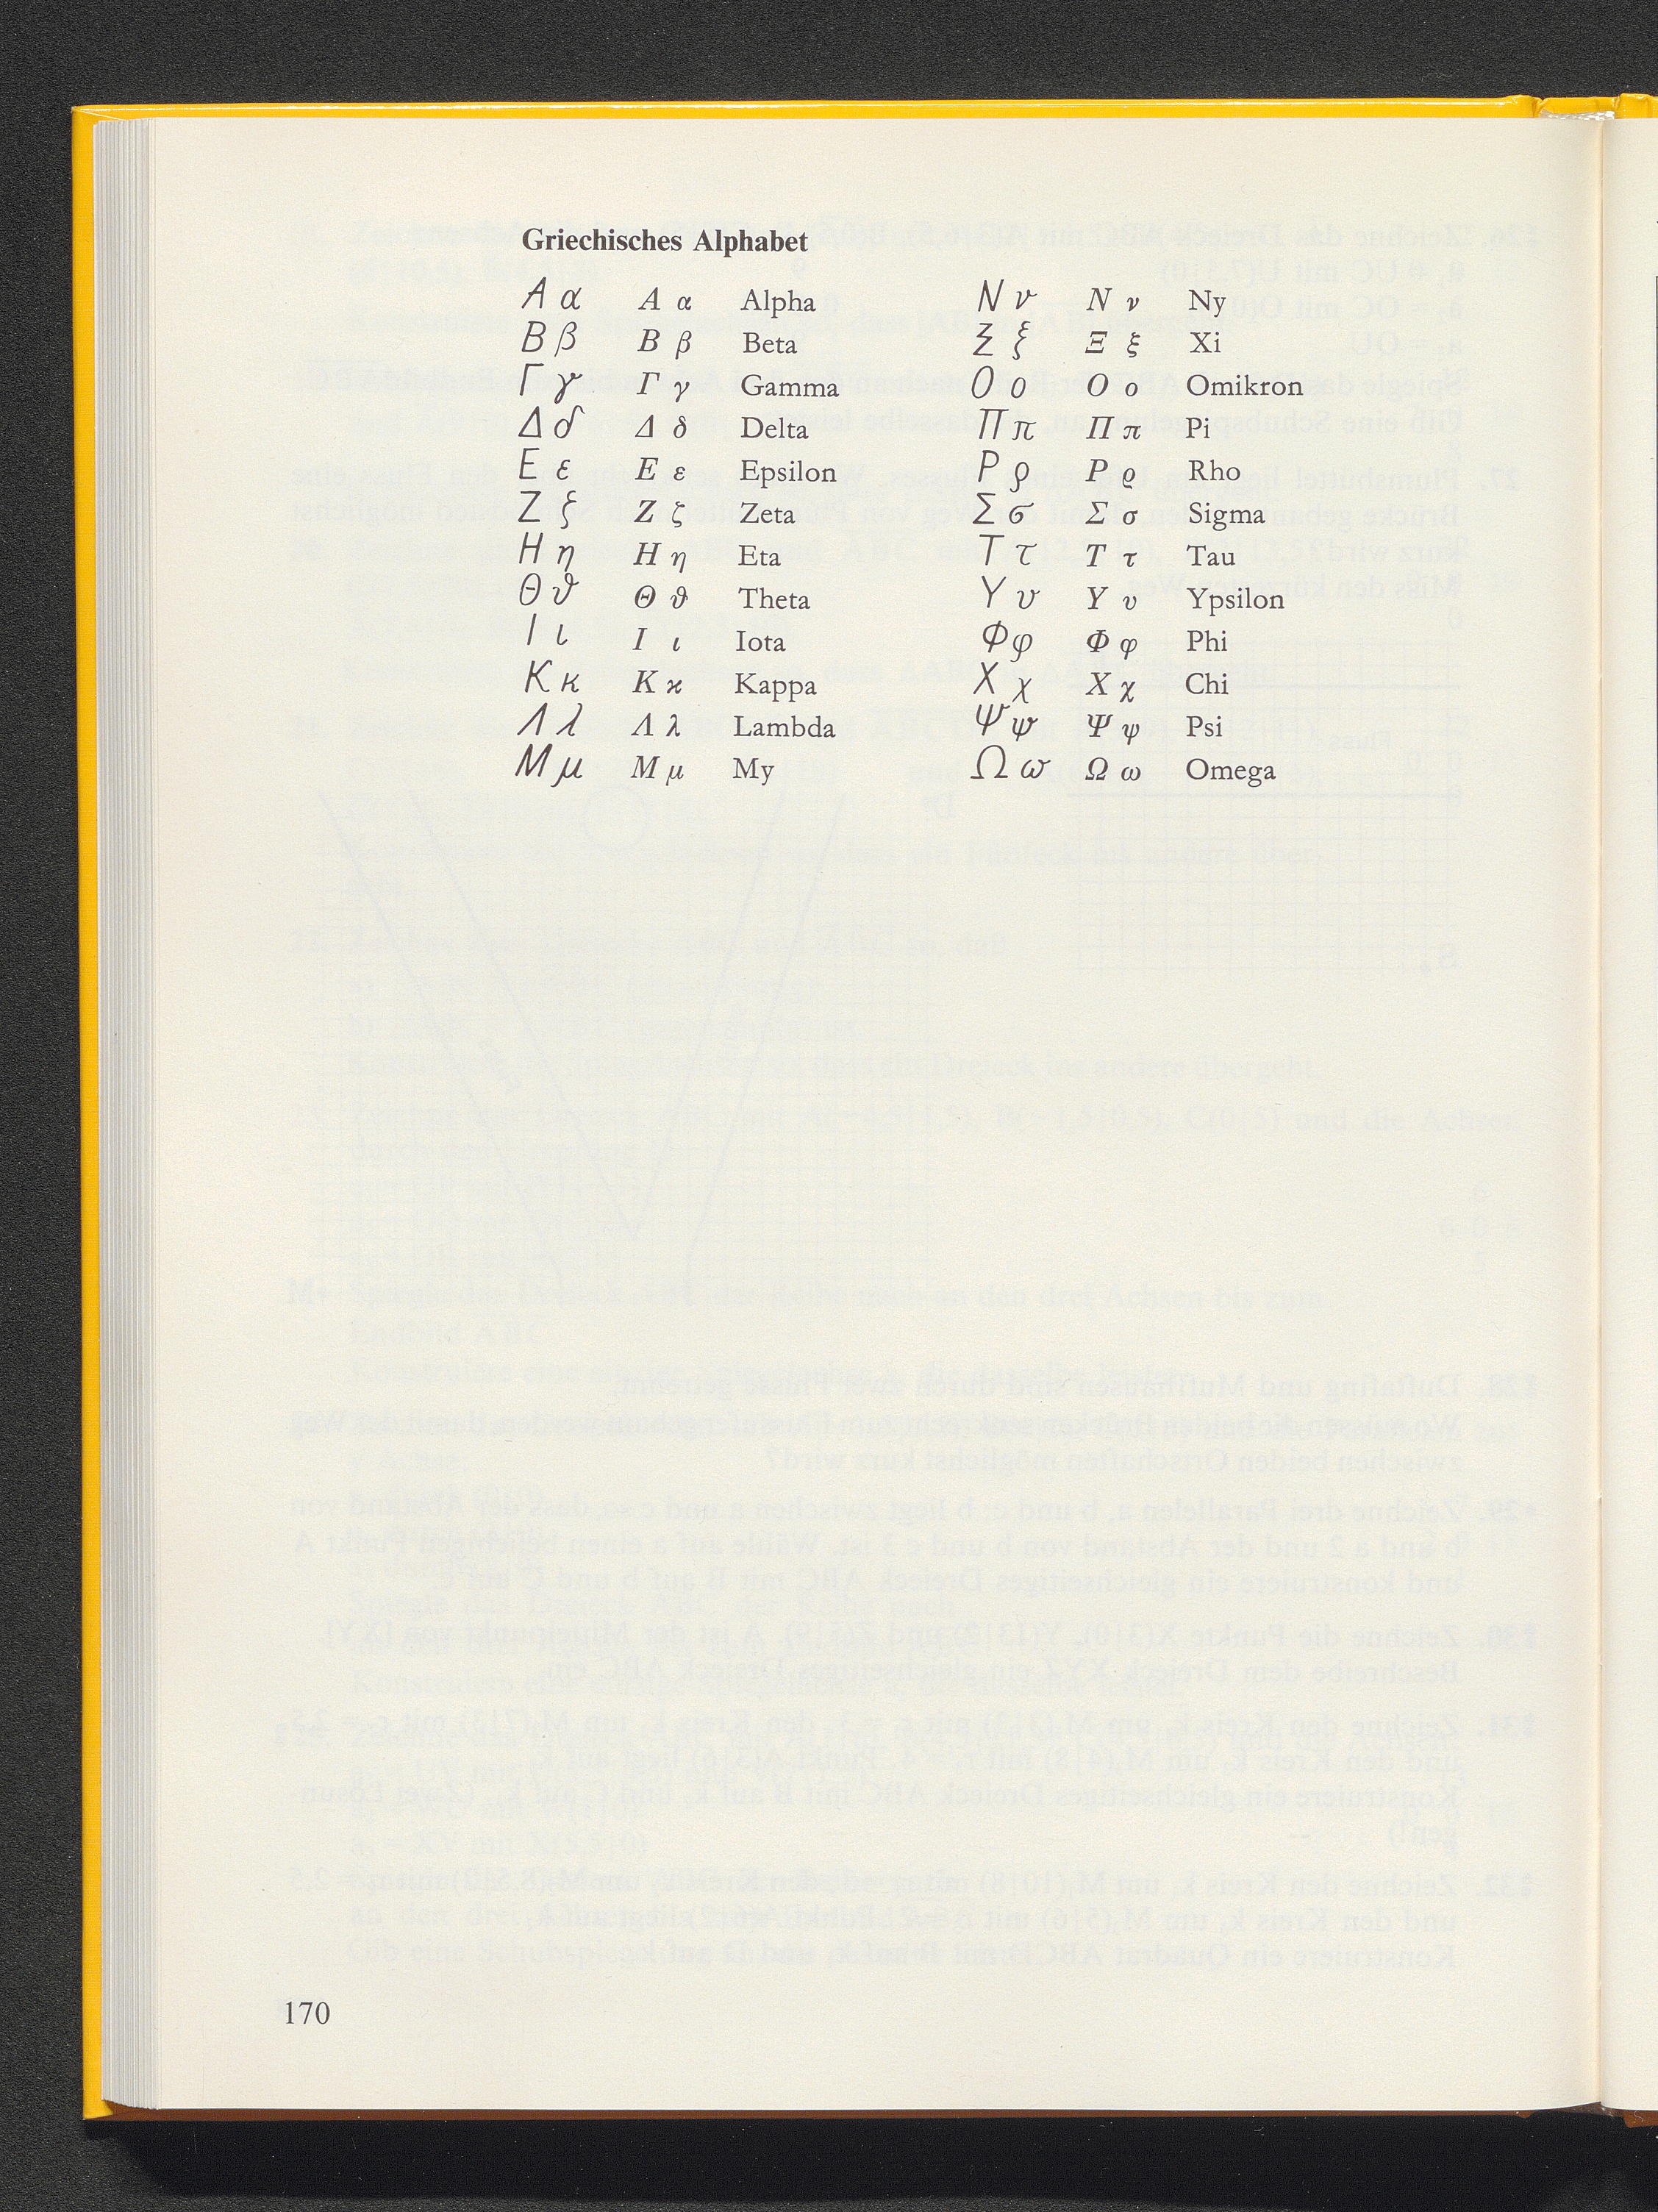 Griechisches Alphabet
Α α Α α Alpha
Β β Β β Beta
Γ γ Γ γ Gamma
Δ δ Δ δ Delta
Ε ε Ε ε Epsilon
Ζ ξ Ζ ζ Zeta
Η η Η η Eta
Θ ϑ Θ ϑ Theta
Ι ι Ι ι Iota
Κ κ Κ ϰ Kappa
Λ λ Λ λ Lambda
Μ μ Μ μ My
Ν ν Ν ν Ny
Ξ ξ Ξ ξ Xi
Ο ο Ο ο Omikron
Π π Π π Pi
Ρ ϱ Ρ ϱ Rho
Σ σ Σ σ Sigma
Τ τ Τ τ Tau
Υ υ Υ υ Ypsilon
Φ φ Φ φ Phi
Χ χ Χ χ Chi
Ψ ψ Ψ ψ Psi
Ω ω Ω ω Omega
170